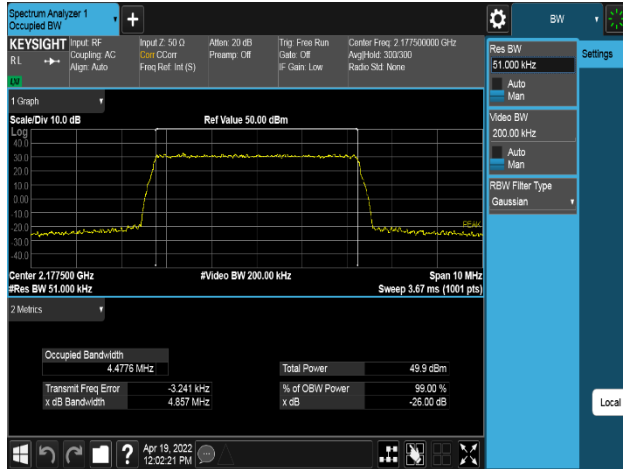 Spectrum Analyzer 1
Occupied BW
+
BW
KEYSIGHT
RL
Input: RF
Coupling: AC
Align: Auto
Input Z: 50 Ω
Corr CCorr
Freq Ref: Int (S)
Atten: 20 dB
Preamp: Off
Trig: Free Run
Gate: Off
IF Gain: Low
Center Freq: 2.177500000 GHz
Avg|Hold: 300/300
Radio Std: None
Res BW
51.000 kHz
Auto
Man
Settings
Video BW
200.00 kHz
Auto
Man
RBW Filter Type
Gaussian
1 Graph
Scale/Div 10.0 dB
Ref Value 50.00 dBm
Log
40.0
30.0
20.0
10.0
0.00
-10.0
-20.0
-30.0
-40.0
PEAK
Center 2.177500 GHz
#Video BW 200.00 kHz
Span 10 MHz
#Res BW 51.000 kHz
Sweep 3.67 ms (1001 pts)
2 Metrics
Occupied Bandwidth
4.4776 MHz
Total Power
49.9 dBm
Transmit Freq Error
-3.241 kHz
% of OBW Power
99.00 %
x dB Bandwidth
4.857 MHz
x dB
-26.00 dB
Local
?
Apr 19, 2022
12:02:21 PM